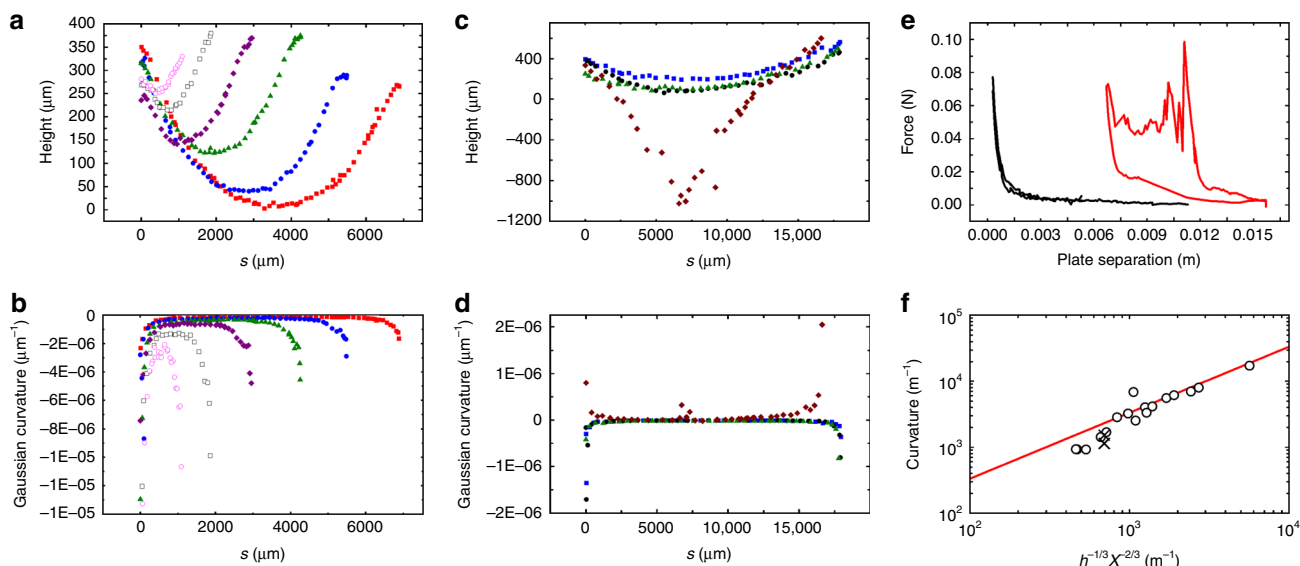 a
400
350
300
250
200
150
100
50
0
Height (μm)
0 2000 4000 6000
s (μm)
b
0
−2E−06
−4E−06
−6E−06
−8E−06
−1E−05
−1E−05
Gaussian curvature (μm⁻¹)
0 2000 4000 6000
s (μm)
c
400
0
−400
−800
−1200
Height (μm)
0 5000 10,000 15,000
s (μm)
d
2E−06
1E−06
0
−1E−06
−2E−06
Gaussian curvature (μm⁻¹)
0 5000 10,000 15,000
s (μm)
e
0.10
0.08
0.06
0.04
0.02
0.00
Force (N)
0.000 0.003 0.006 0.009 0.012 0.015
Plate separation (m)
f
10⁵
10⁴
10³
10²
Curvature (m⁻¹)
10² 10³ 10⁴
h⁻¹/³X⁻²/³ (m⁻¹)